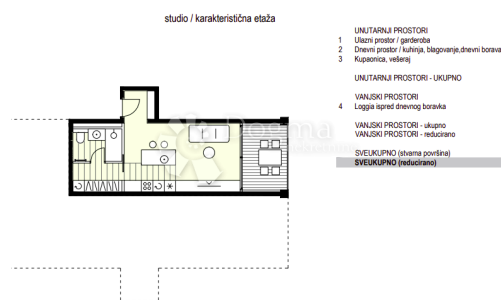 studio / karakteristična etaža
UNUTARNJI PROSTORI
1 Ulazni prostor / garderoba
2 Dnevni prostor / kuhinja, blagovanje,dnevni borava
3 Kupaonica, vešeraj
UNUTARNJI PROSTORI - UKUPNO
VANJSKI PROSTORI
4 Loggia ispred dnevnog boravka
VANJSKI PROSTORI - ukupno
VANJSKI PROSTORI - reducirano
SVEUKUPNO (stvarna površina)
SVEUKUPNO (reducirano)
Dogma